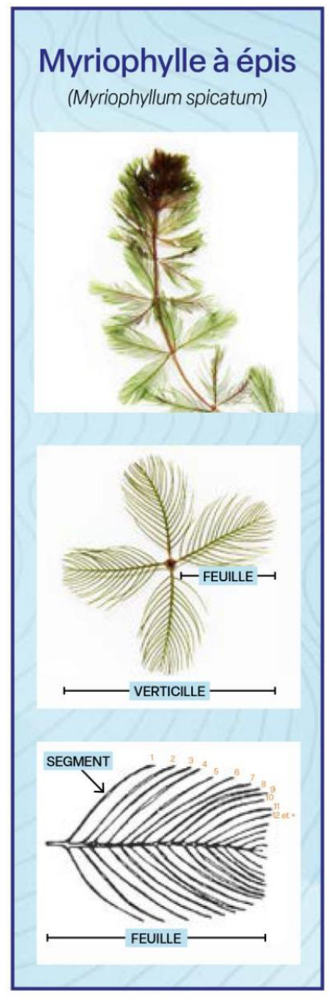 Myriophylle à épis
(Myriophyllum spicatum)
FEUILLE
VERTICILLE
SEGMENT
1 2 3 4 5 6 7 8 9 10 11 12 et +
FEUILLE